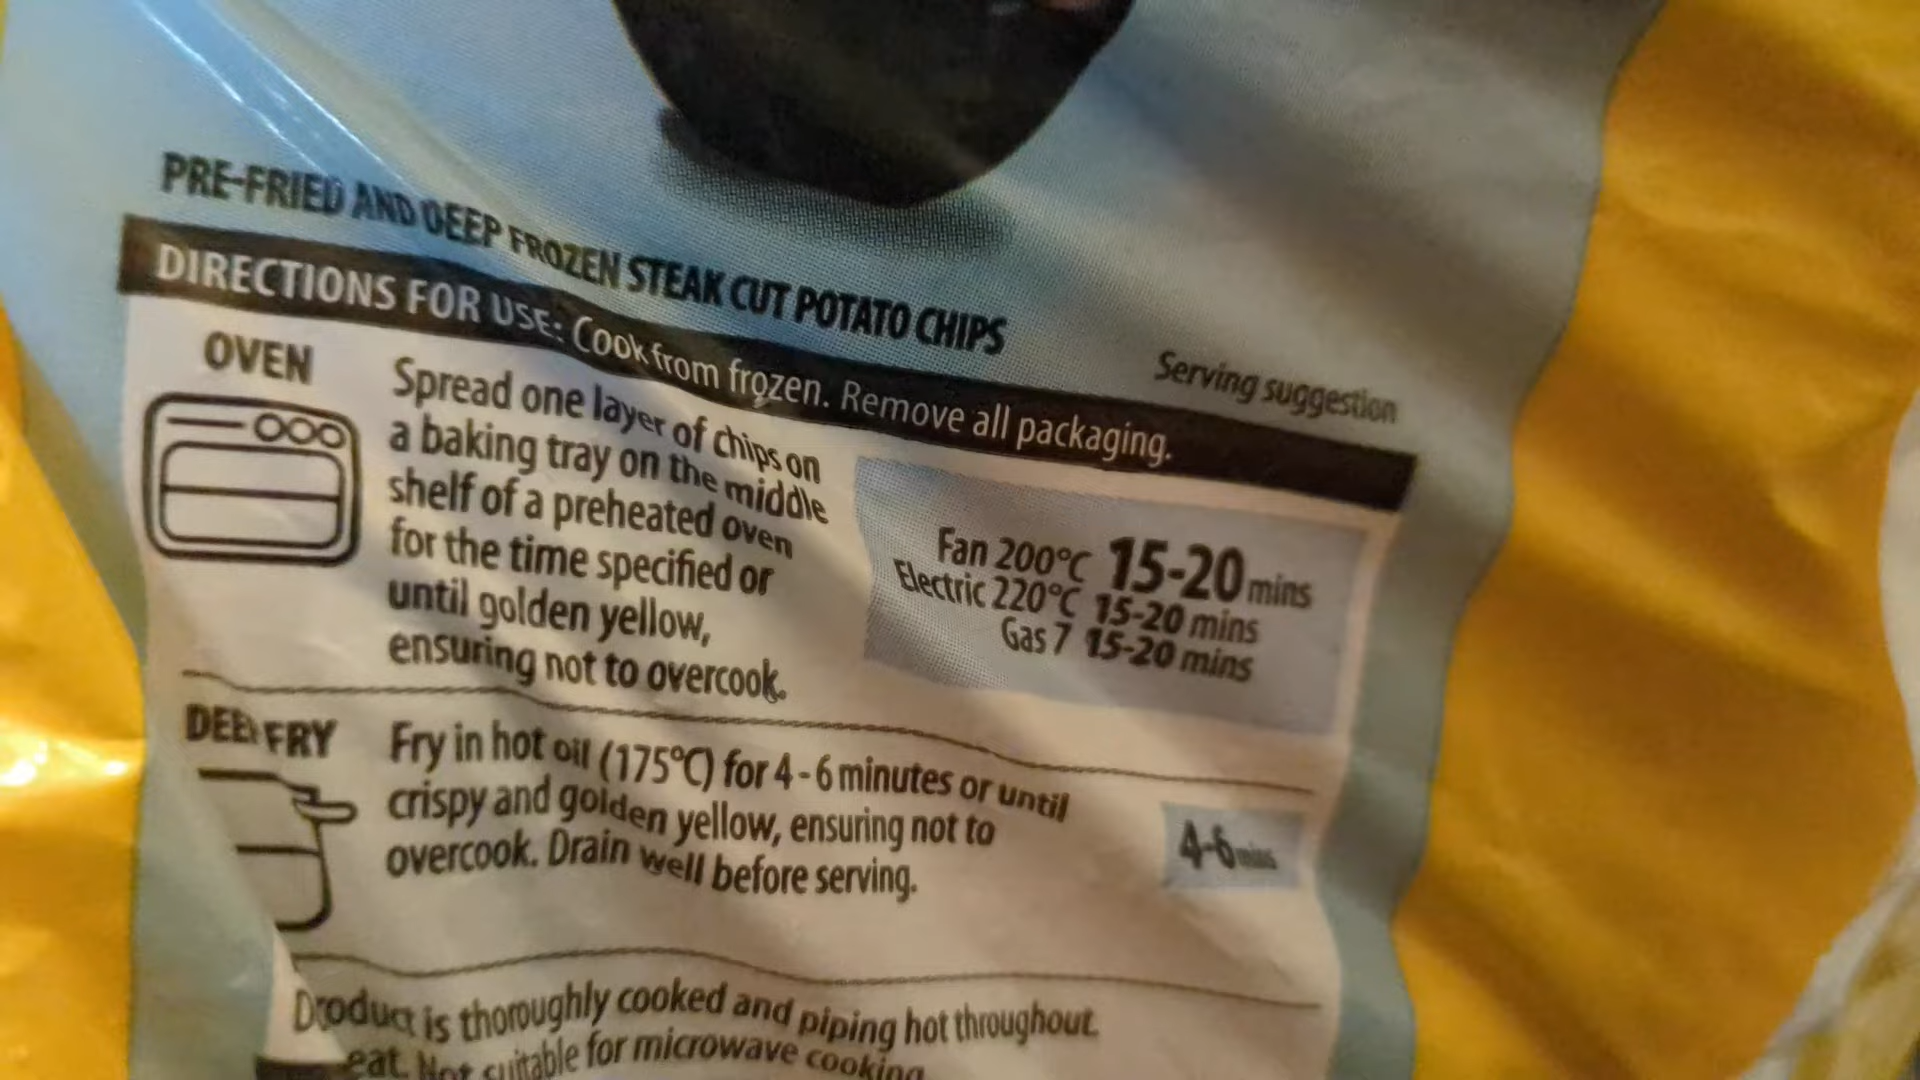 PRE-FRIED AND DEEP FROZEN STEAK CUT POTATO CHIPS
Serving suggestion
DIRECTIONS FOR USE: Cook from frozen. Remove all packaging.
OVEN
Spread one layer of chips on
a baking tray on the middle
shelf of a preheated oven
for the time specified or
until golden yellow,
ensuring not to overcook.
Fan 200°C 15-20 mins
Electric 220°C 15-20 mins
Gas 7 15-20 mins
DEEP FRY
Fry in hot oil (175°C) for 4 - 6 minutes or until
crispy and golden yellow, ensuring not to
overcook. Drain well before serving.
4-6 mins
Product is thoroughly cooked and piping hot throughout.
eat. Not suitable for microwave cooking